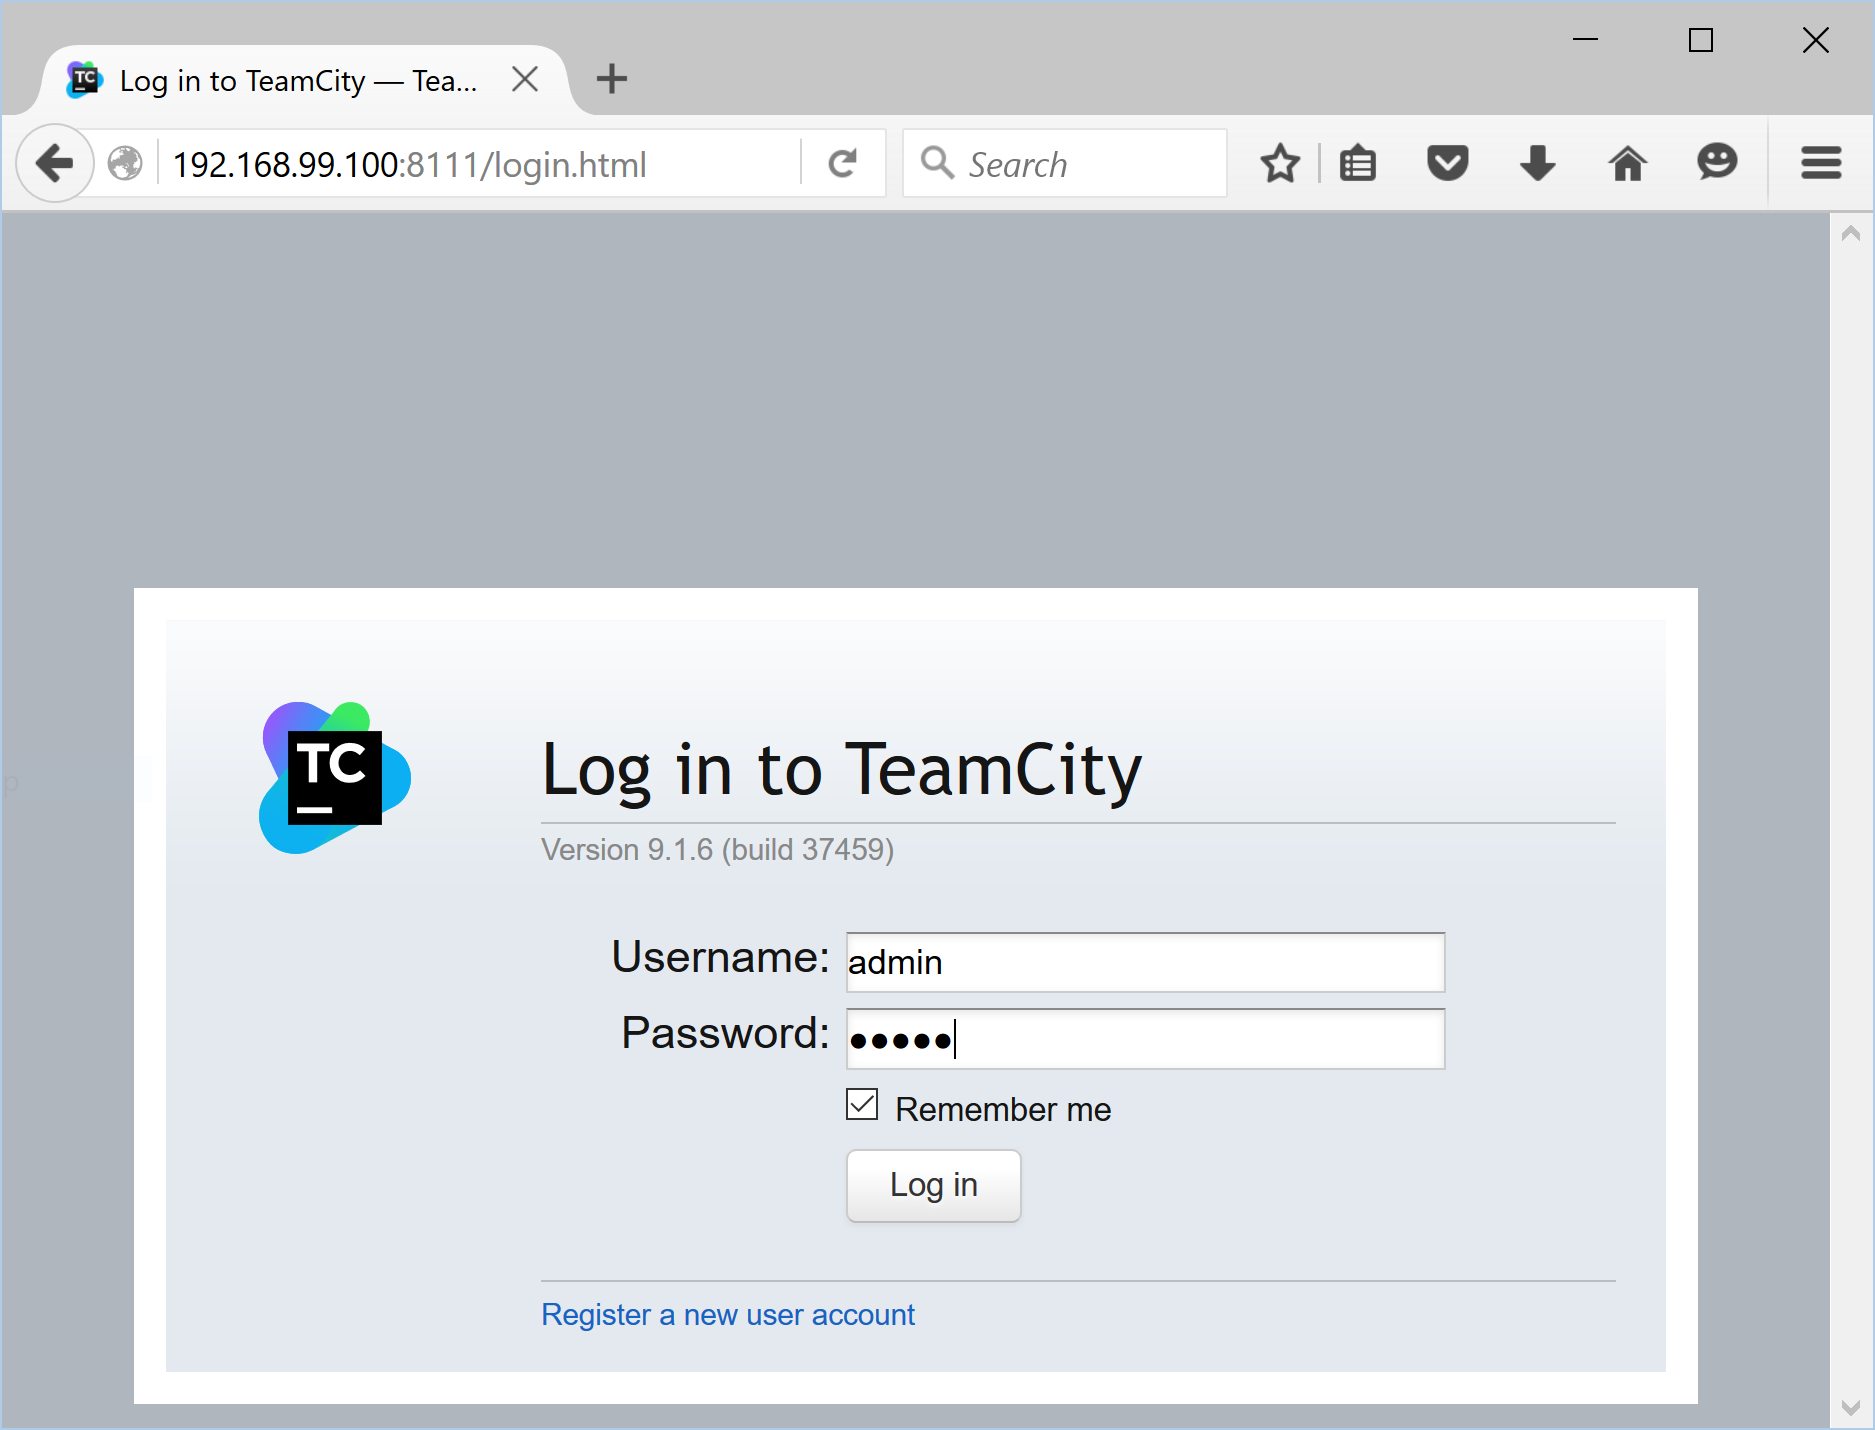 TC Log in to TeamCity — Tea...
192.168.99.100:8111/login.html
Search
TC
Log in to TeamCity
Version 9.1.6 (build 37459)
p
Username: admin
Password: •••••
Remember me
Log in
Register a new user account